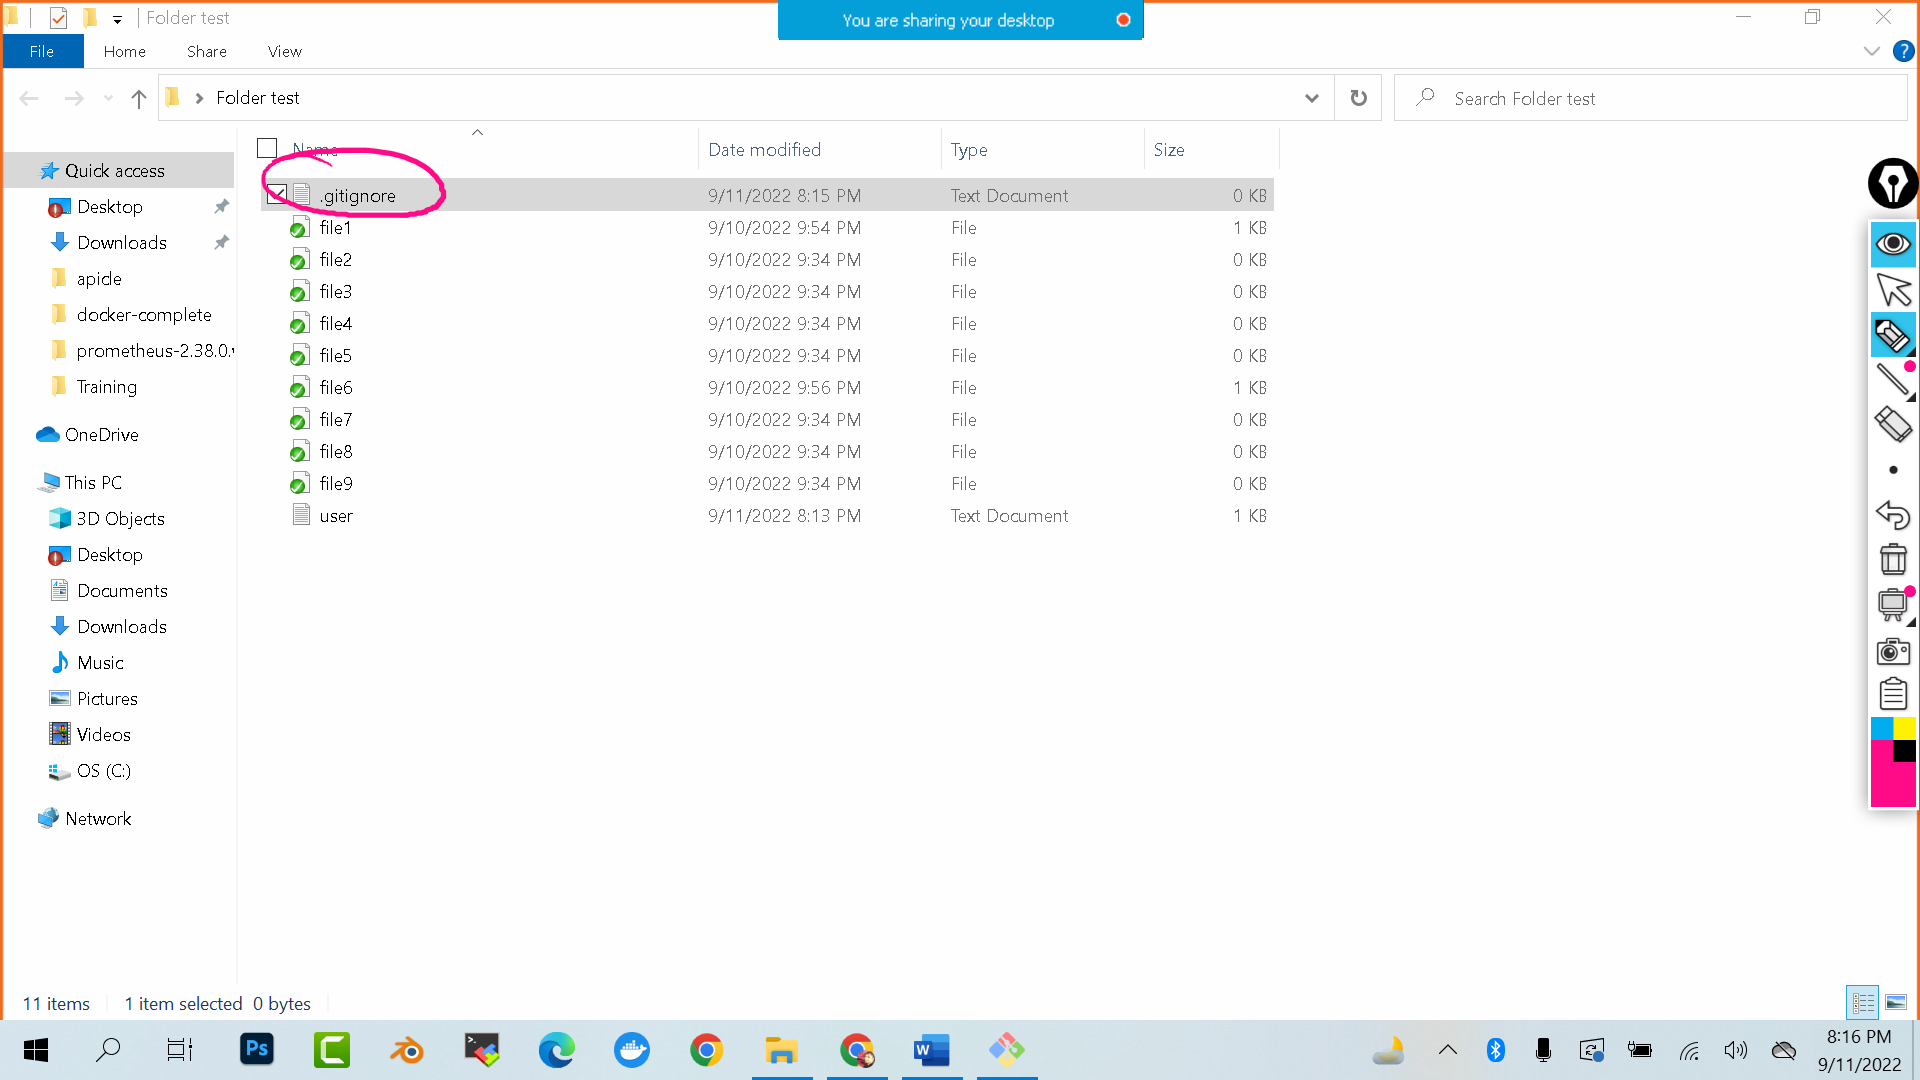 Folder test
You are sharing your desktop
File Home Share View
Folder test
Search Folder test
Name Date modified Type Size
.gitignore 9/11/2022 8:15 PM Text Document 0 KB
file1 9/10/2022 9:54 PM File 1 KB
file2 9/10/2022 9:34 PM File 0 KB
file3 9/10/2022 9:34 PM File 0 KB
file4 9/10/2022 9:34 PM File 0 KB
file5 9/10/2022 9:34 PM File 0 KB
file6 9/10/2022 9:56 PM File 1 KB
file7 9/10/2022 9:34 PM File 0 KB
file8 9/10/2022 9:34 PM File 0 KB
file9 9/10/2022 9:34 PM File 0 KB
user 9/11/2022 8:13 PM Text Document 1 KB
Quick access
Desktop
Downloads
apicle
docker-complete
prometheus-2.38.0.
Training
OneDrive
This PC
3D Objects
Desktop
Documents
Downloads
Music
Pictures
Videos
OS (C:)
Network
11 items 1 item selected 0 bytes
Ps
W
8:16 PM
9/11/2022